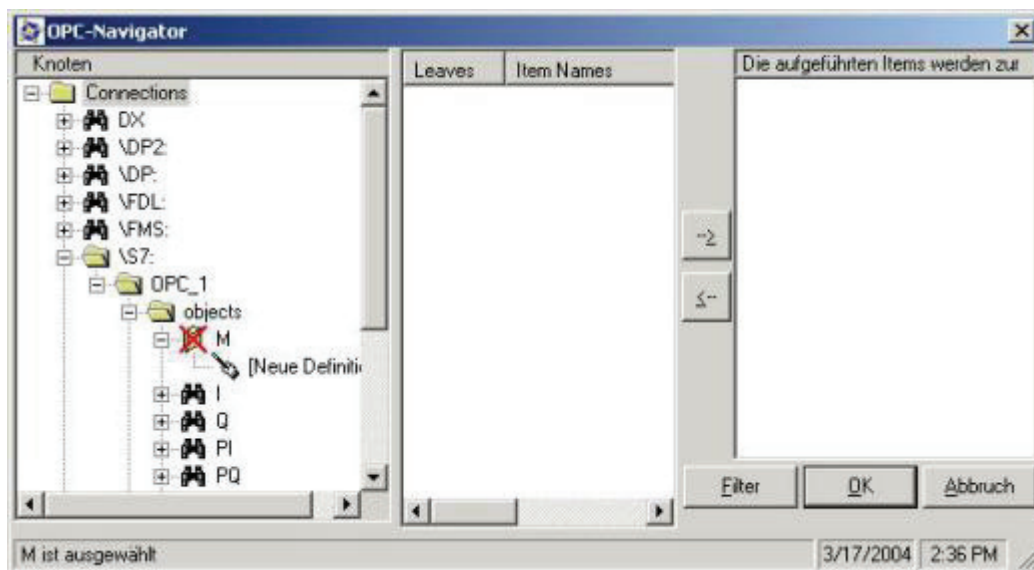 OPC-Navigator
Knoten
Connections
DX
\DP2:
\DP:
\FDL:
\FMS:
\S7:
OPC_1
objects
M
[Neue Definiti
I
Q
PI
PQ
Leaves Item Names
Die aufgeführten Items werden zur
Filter OK Abbruch
M ist ausgewählt 3/17/2004 2:36 PM